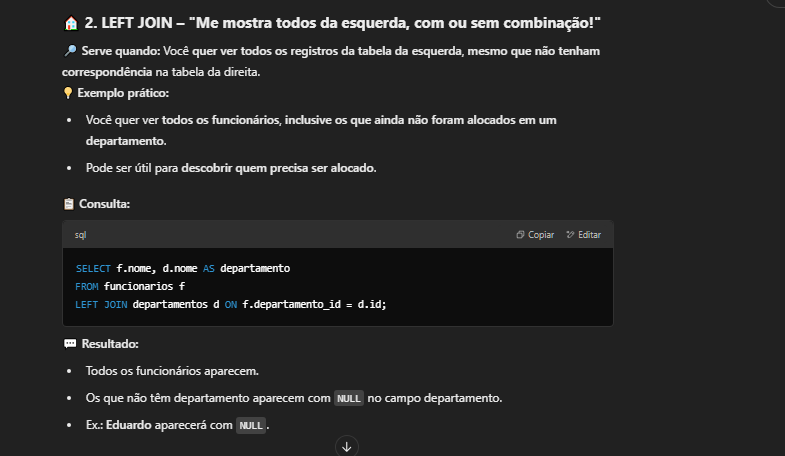 🏠 2. LEFT JOIN – "Me mostra todos da esquerda, com ou sem combinação!"
🔎 Serve quando: Você quer ver todos os registros da tabela da esquerda, mesmo que não tenham
correspondência na tabela da direita.
💡 Exemplo prático:
• Você quer ver todos os funcionários, inclusive os que ainda não foram alocados em um
departamento.
• Pode ser útil para descobrir quem precisa ser alocado.
📋 Consulta:
sql Copiar Editar
SELECT f.nome, d.nome AS departamento
FROM funcionarios f
LEFT JOIN departamentos d ON f.departamento_id = d.id;
💬 Resultado:
• Todos os funcionários aparecem.
• Os que não têm departamento aparecem com NULL no campo departamento.
• Ex.: Eduardo aparecerá com NULL.